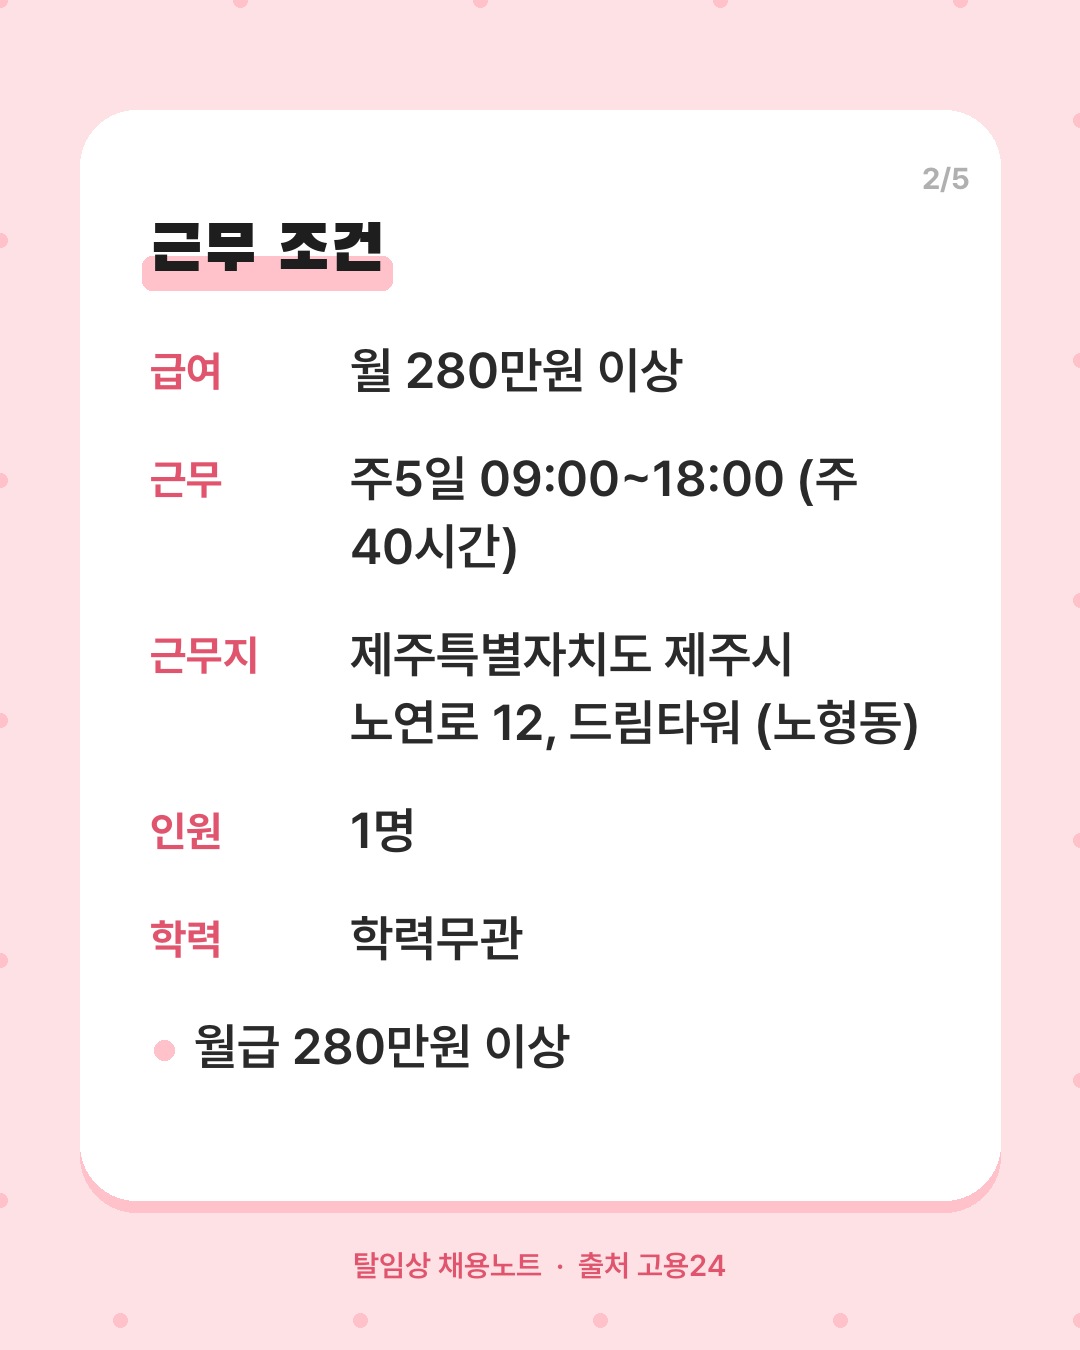 2/5
근무 조건
급여 월 280만원 이상
근무 주5일 09:00~18:00 (주
40시간)
근무지 제주특별자치도 제주시
노연로 12, 드림타워 (노형동)
인원 1명
학력 학력무관
월급 280만원 이상
탈임상 채용노트 · 출처 고용24